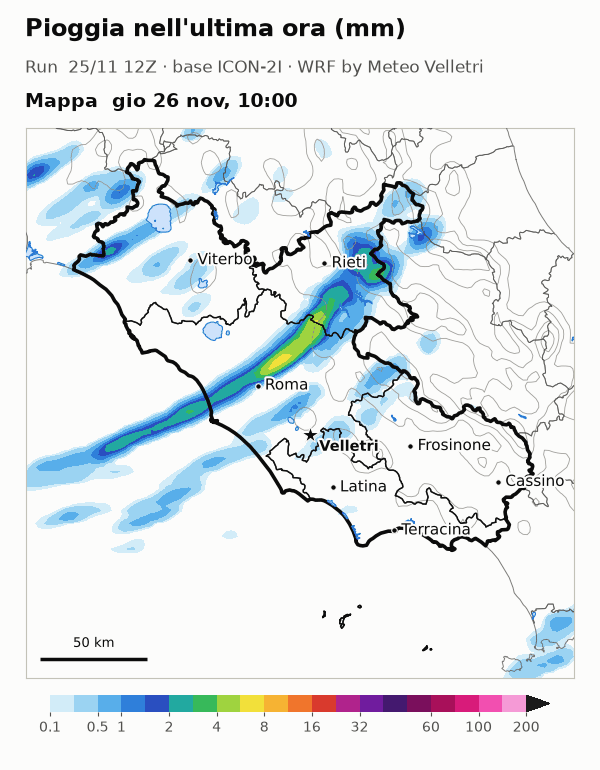 Pioggia nell'ultima ora (mm)
Run  25/11 12Z · base ICON-2I · WRF by Meteo Velletri
Mappa  gio 26 nov, 10:00
Viterbo
Rieti
Roma
Velletri
Frosinone
Latina
Cassino
Terracina
50 km
0.1 0.5 1 2 4 8 16 32 60 100 200